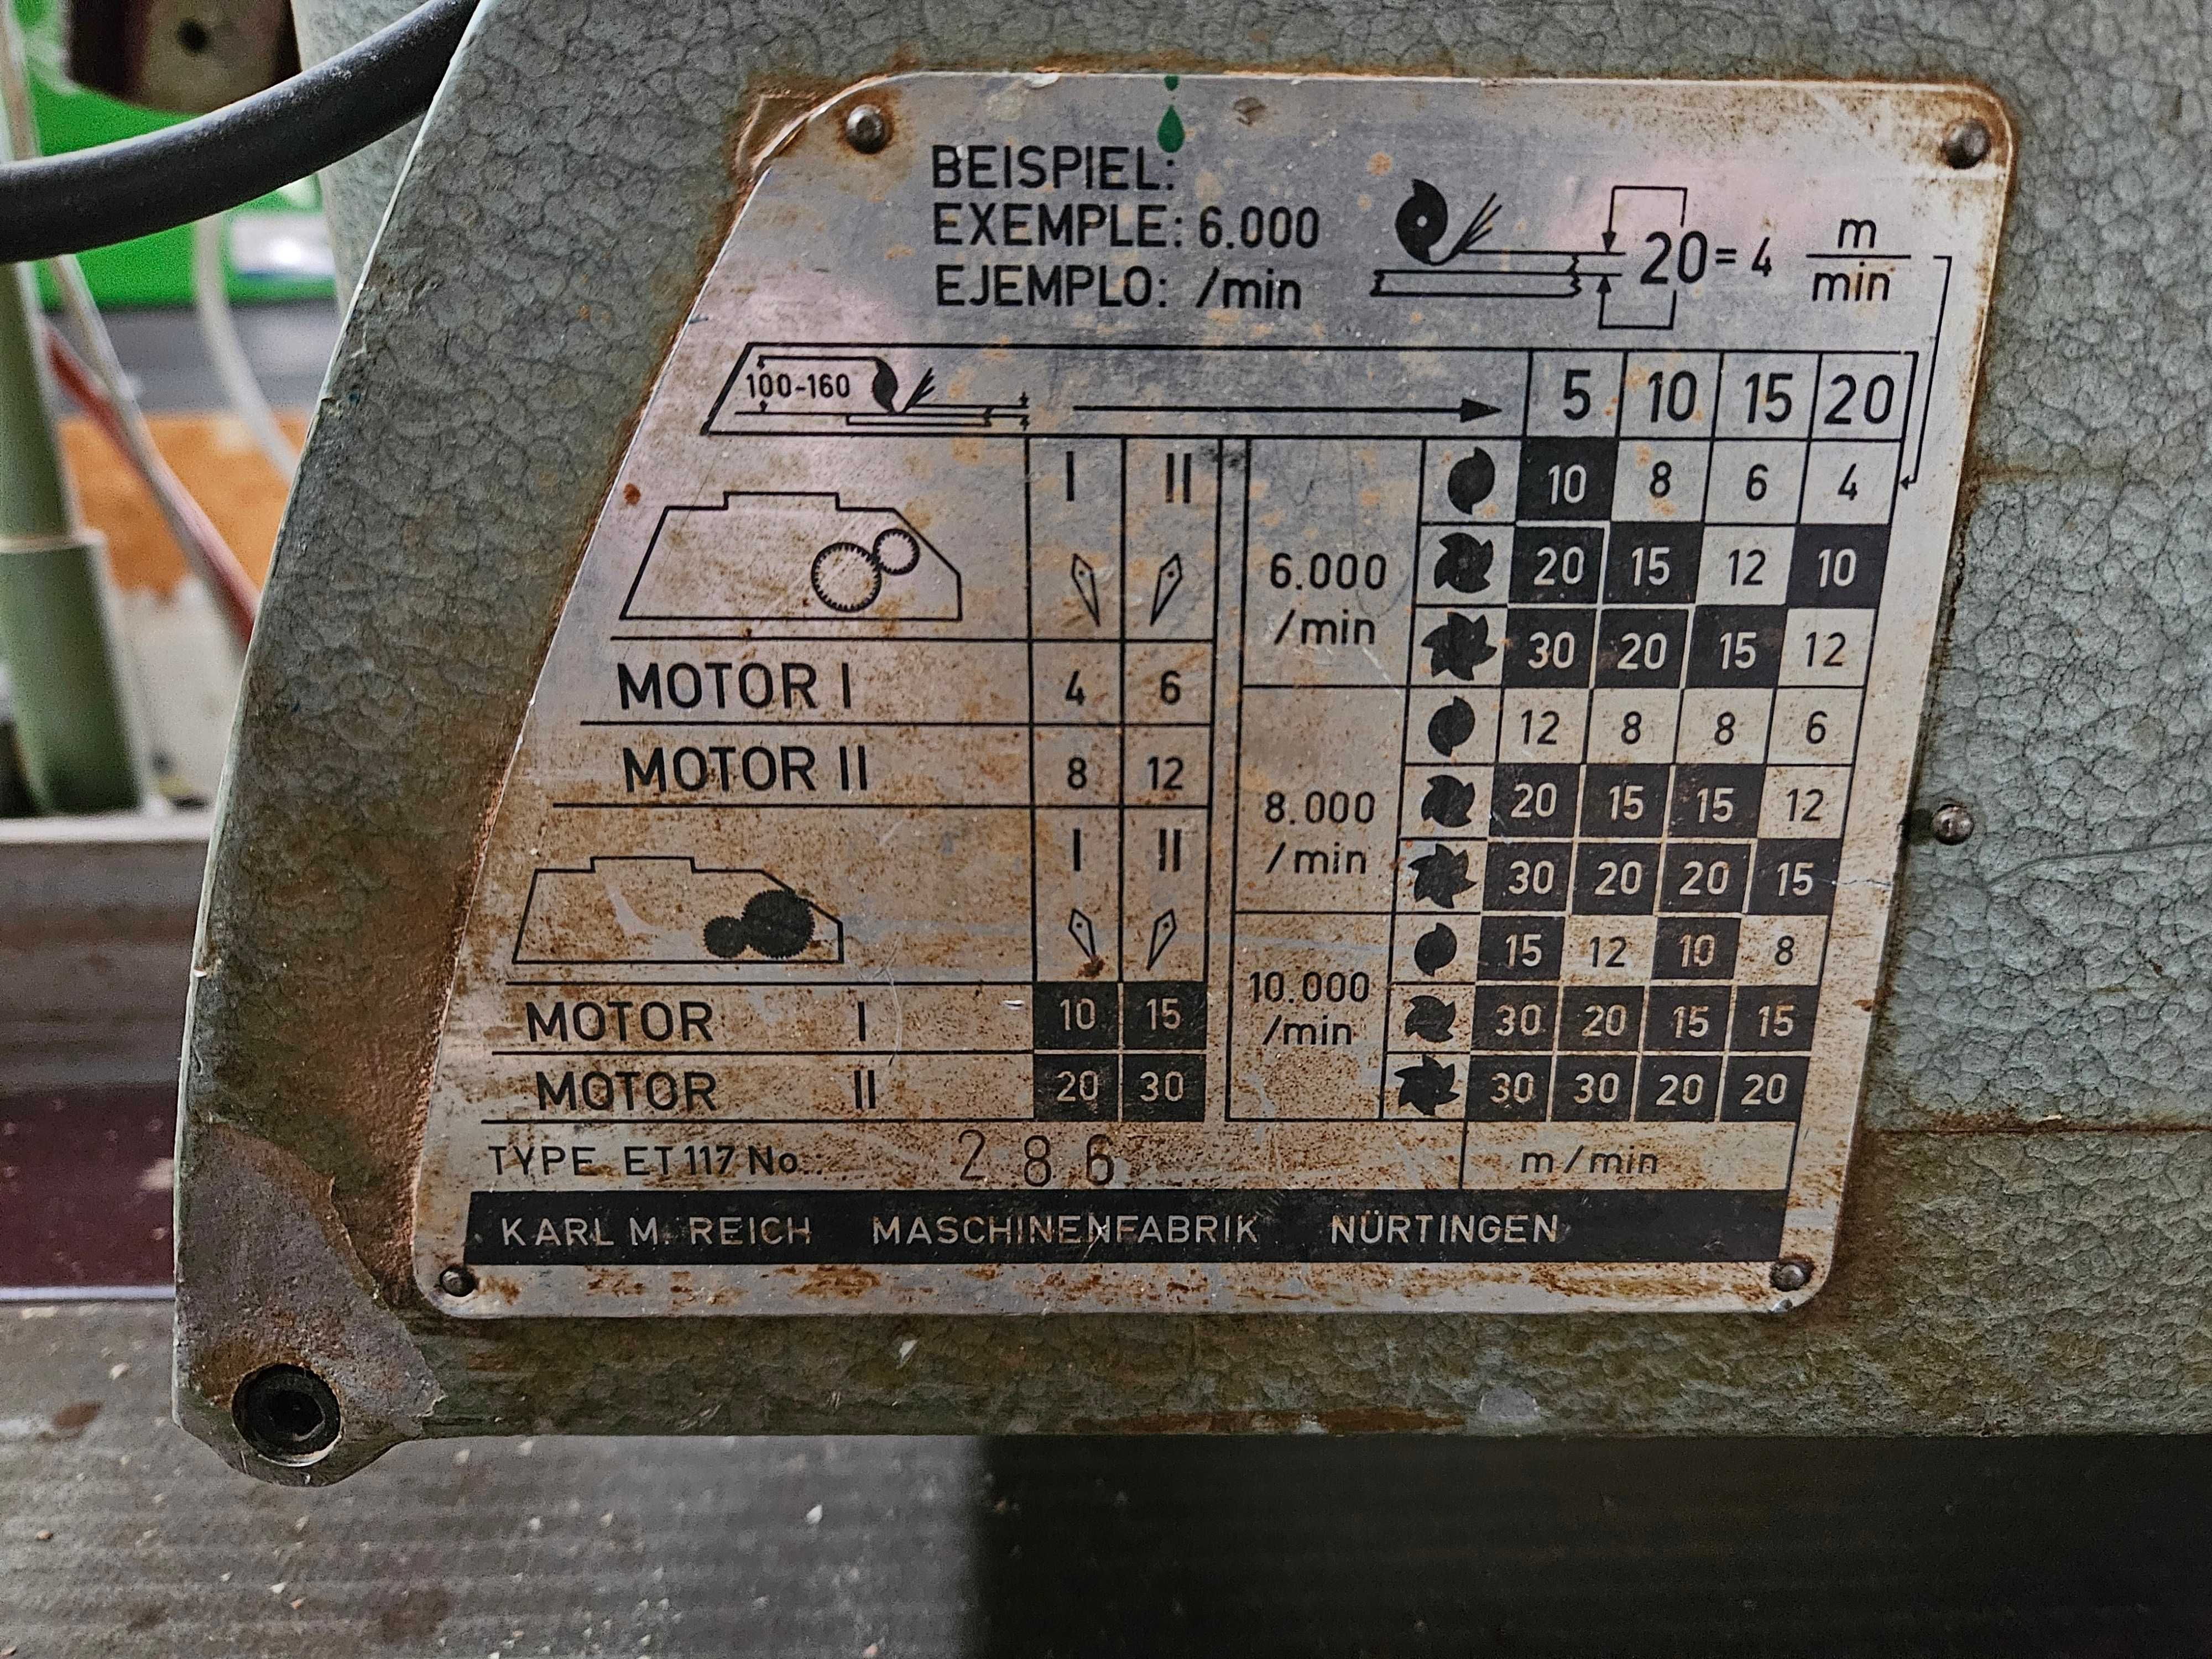 BEISPIEL:
EXEMPLE: 6.000
EJEMPLO: /min
20 = 4 m/min
100-160 5 10 15 20
I II
6.000 /min
10 8 6 4
20 15 12 10
30 20 15 12
MOTOR I 4 6
MOTOR II 8 12
8.000 /min
12 8 8 6
20 15 15 12
30 20 20 15
I II
10.000 /min
15 12 10 8
30 20 15 15
30 30 20 20
MOTOR I 10 15
MOTOR II 20 30
TYPE ET 117 No.: 286 m/min
KARL M. REICH MASCHINENFABRIK NÜRTINGEN